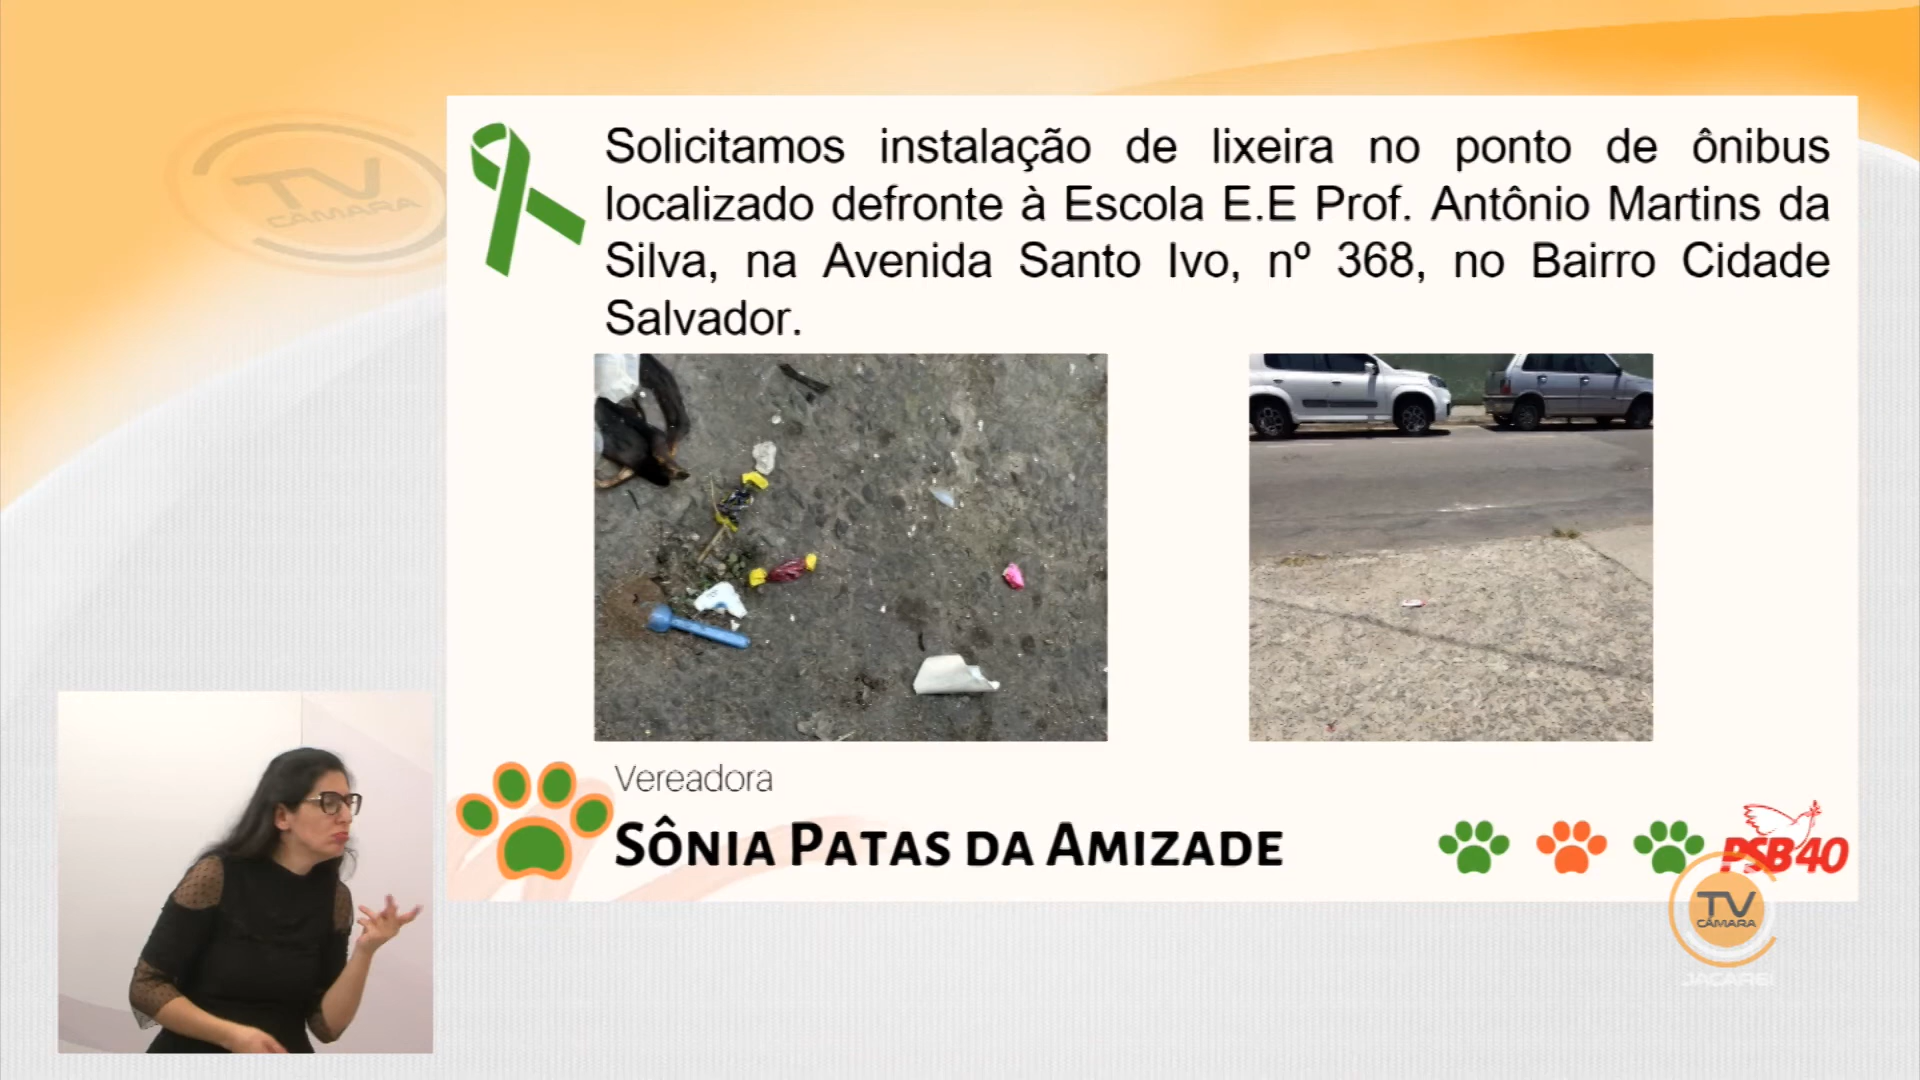 TV
CÂMARA
Solicitamos instalação de lixeira no ponto de ônibus
localizado defronte à Escola E.E Prof. Antônio Martins da
Silva, na Avenida Santo Ivo, nº 368, no Bairro Cidade
Salvador.
Vereadora
SÔNIA PATAS DA AMIZADE
PSB40
TV
CÂMARA
JACAREÍ